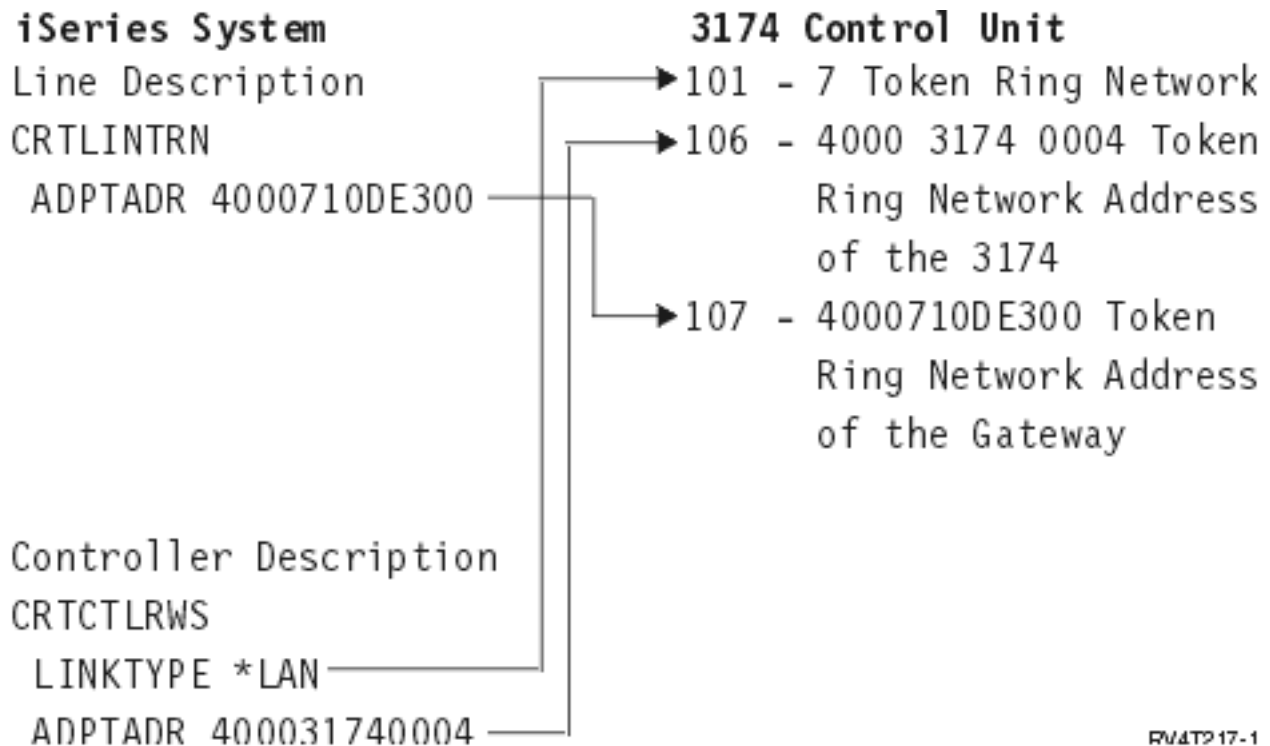 iSeries System
3174 Control Unit
Line Description
101 - 7 Token Ring Network
CRTLINTRN
106 - 4000 3174 0004 Token
ADPTADR 4000710DE300
Ring Network Address
of the 3174
107 - 4000710DE300 Token
Ring Network Address
of the Gateway
Controller Description
CRTCTLRWS
LINKTYPE *LAN
ADPTADR 400031740004
RV4T217-1